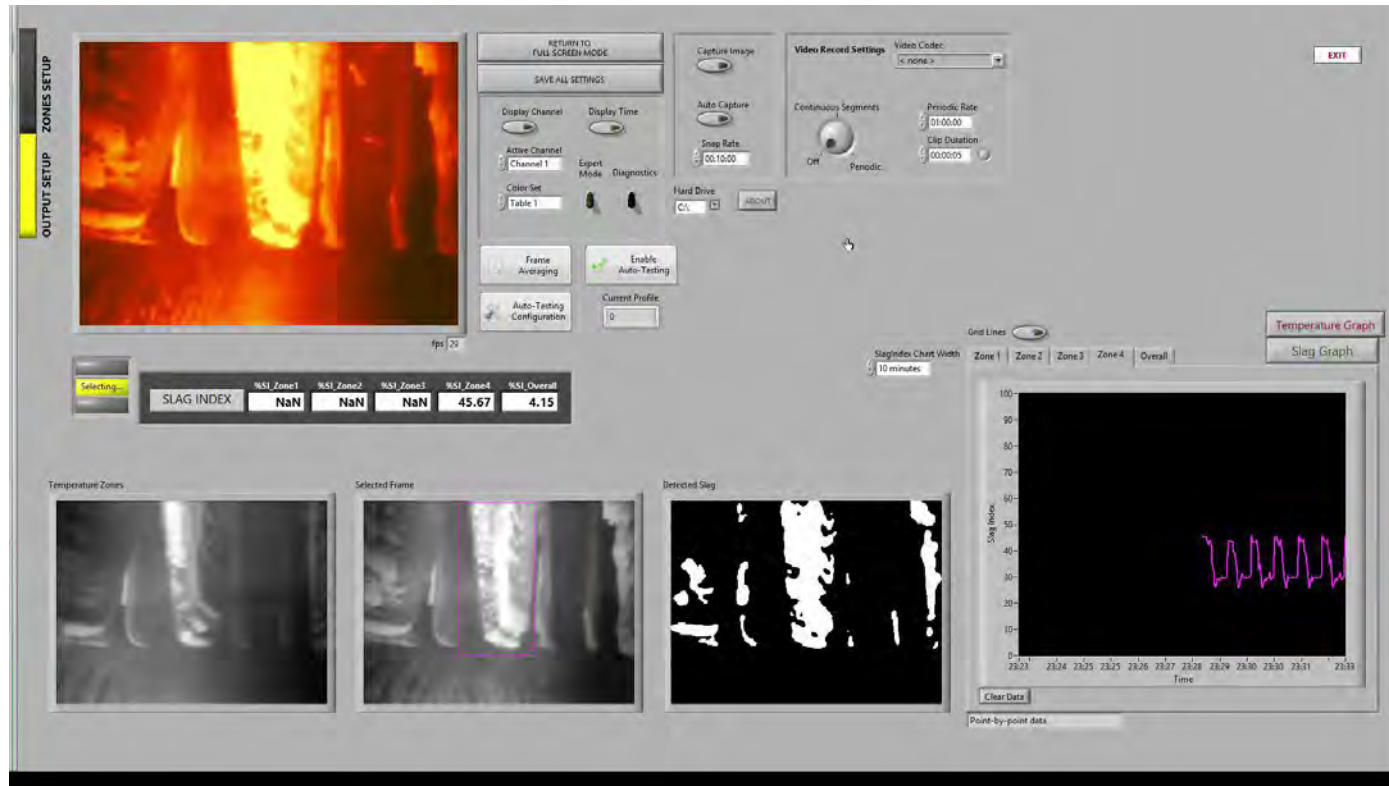 ZONES SETUP
OUTPUT SETUP
RETURN TO
FULL SCREEN MODE
SAVE ALL SETTINGS
Display Channel
Display Time
Active Channel
Channel 1
Expert
Mode
Diagnostics
Color Set
Table 1
Capture Image
Auto Capture
Snap Rate
00:10:00
Hard Drive
C:\
ABOUT
Video Record Settings
Video Codec
< none >
Continuous Segments
Off
Periodic
Periodic Rate
01:00:00
Clip Duration
00:00:05
EXIT
Frame
Averaging
Enable
Auto-Testing
Auto-Testing
Configuration
Current Profile
0
fps 29
Selecting...
SLAG INDEX
%SI_Zone1 %SI_Zone2 %SI_Zone3 %SI_Zone4 %SI_Overall
NaN NaN NaN 45.67 4.15
SlagIndex Chart Width
10 minutes
Grid Lines
Temperature Graph
Slag Graph
Zone 1 Zone 2 Zone 3 Zone 4 Overall
Temperature Zones
Selected Frame
Detected Slag
Slag Index
100
90
80
70
60
50
40
30
20
10
0
23:23 23:24 23:25 23:25 23:26 23:27 23:28 23:29 23:30 23:30 23:31 23:33
Time
Clear Data
Point-by-point data